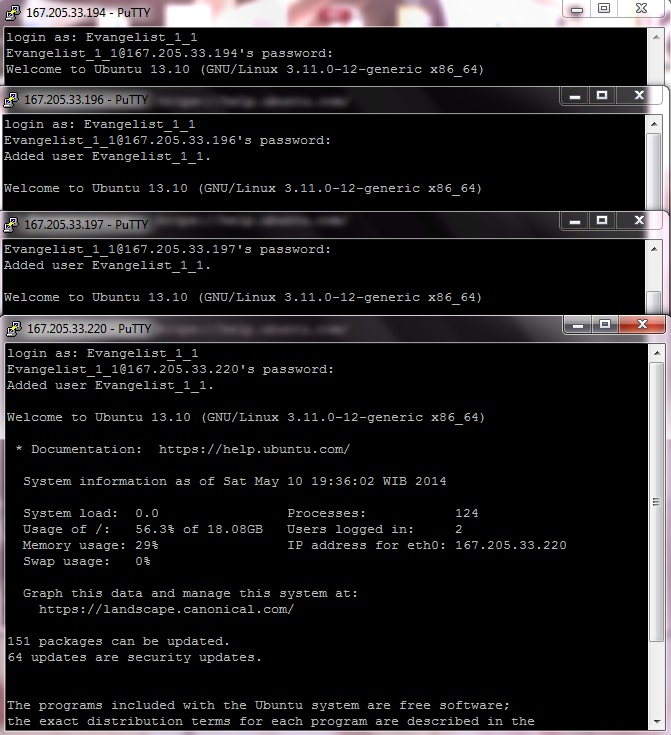 167.205.33.194 - PuTTY
login as: Evangelist_1_1
Evangelist_1_1@167.205.33.194's password:
Welcome to Ubuntu 13.10 (GNU/Linux 3.11.0-12-generic x86_64)
167.205.33.196 - PuTTY
login as: Evangelist_1_1
Evangelist_1_1@167.205.33.196's password:
Added user Evangelist_1_1.
Welcome to Ubuntu 13.10 (GNU/Linux 3.11.0-12-generic x86_64)
167.205.33.197 - PuTTY
Evangelist_1_1@167.205.33.197's password:
Added user Evangelist_1_1.
Welcome to Ubuntu 13.10 (GNU/Linux 3.11.0-12-generic x86_64)
167.205.33.220 - PuTTY
login as: Evangelist_1_1
Evangelist_1_1@167.205.33.220's password:
Added user Evangelist_1_1.
Welcome to Ubuntu 13.10 (GNU/Linux 3.11.0-12-generic x86_64)
* Documentation:  https://help.ubuntu.com/
System information as of Sat May 10 19:36:02 WIB 2014
System load:  0.0                Processes:           124
Usage of /:   56.3% of 18.08GB   Users logged in:     2
Memory usage: 29%                IP address for eth0: 167.205.33.220
Swap usage:   0%
Graph this data and manage this system at:
https://landscape.canonical.com/
151 packages can be updated.
64 updates are security updates.
The programs included with the Ubuntu system are free software;
the exact distribution terms for each program are described in the